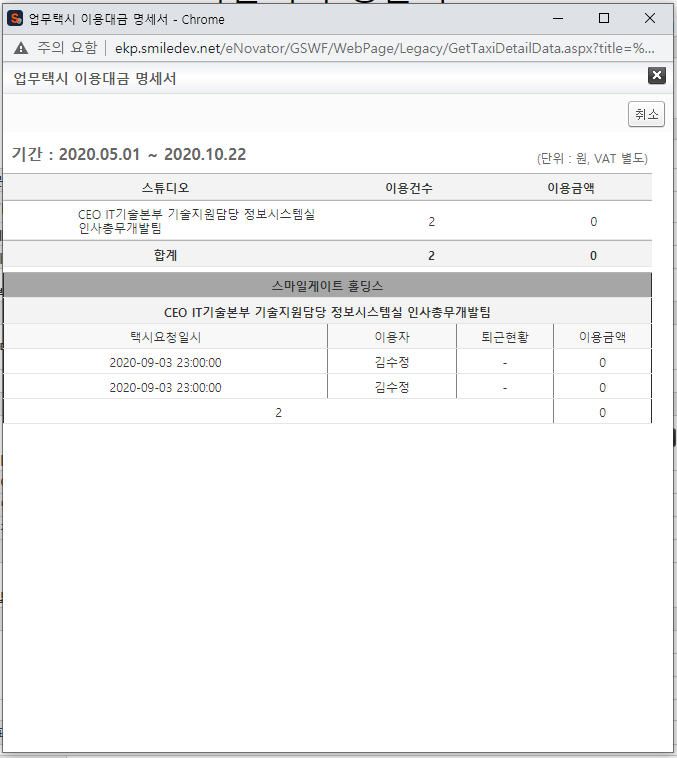 업무택시 이용대금 명세서 - Chrome
주의 요함 ekp.smiledev.net/eNovator/GSWF/WebPage/Legacy/GetTaxiDetailData.aspx?title=%...
업무택시 이용대금 명세서
취소
기간 : 2020.05.01 ~ 2020.10.22
(단위 : 원, VAT 별도)
스튜디오 이용건수 이용금액
CEO IT기술본부 기술지원담당 정보시스템실
인사총무개발팀 2 0
합계 2 0
스마일게이트 홀딩스
CEO IT기술본부 기술지원담당 정보시스템실 인사총무개발팀
택시요청일시 이용자 퇴근현황 이용금액
2020-09-03 23:00:00 김수정 - 0
2020-09-03 23:00:00 김수정 - 0
2 0